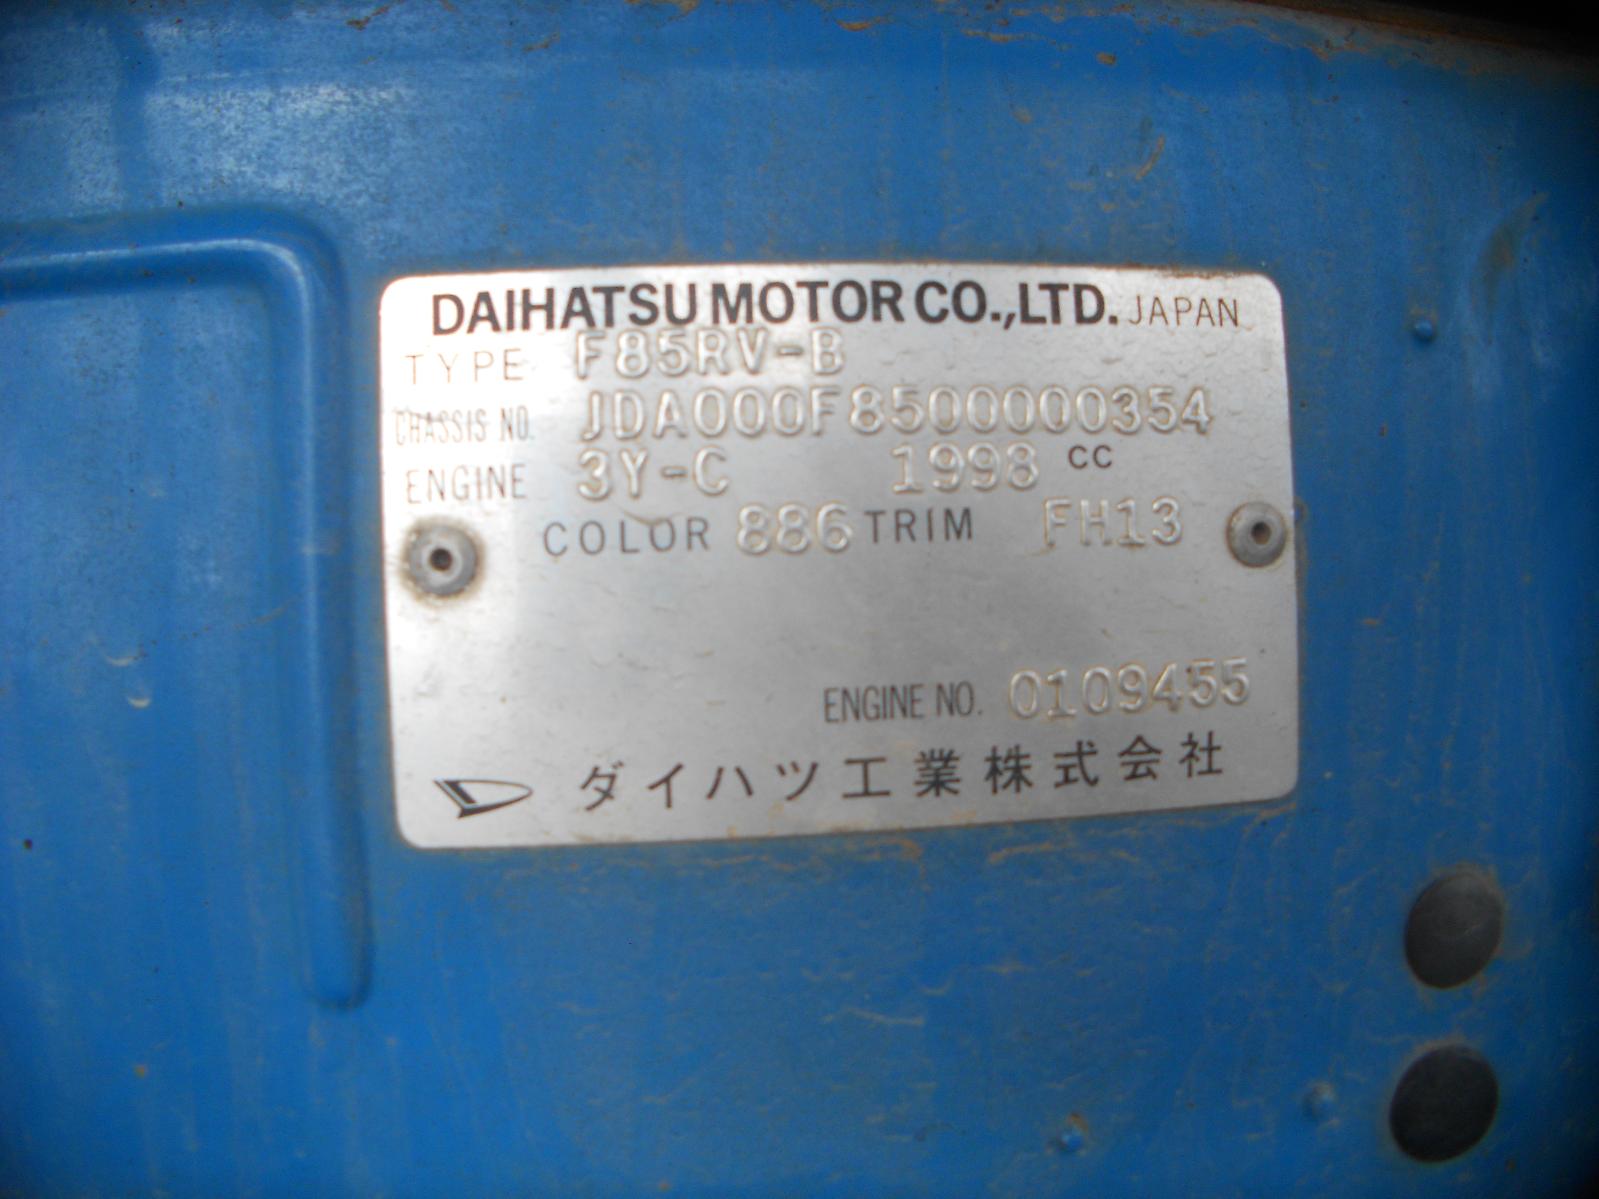 DAIHATSU MOTOR CO.,LTD. JAPAN
TYPE F85RV-B
CHASSIS NO. JDA000F8500000354
ENGINE 3Y-C 1998 CC
COLOR 886 TRIM FH13
ENGINE NO. 0109455
ダイハツ工業株式会社